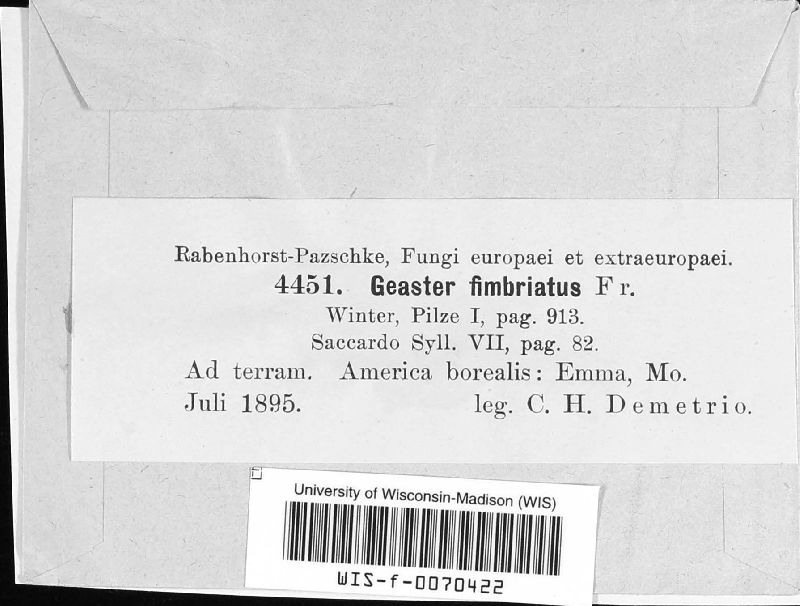 Rabenhorst-Pazschke, Fungi europaei et extraeuropaei.
4451. Geaster fimbriatus Fr.
Winter, Pilze I, pag. 913.
Saccardo Syll. VII, pag. 82.
Ad terram. America borealis: Emma, Mo.
Juli 1895. leg. C. H. Demetrio.
University of Wisconsin-Madison (WIS)
WIS-f-0070422